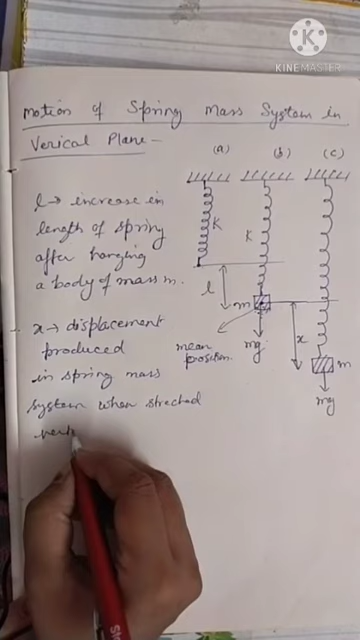 KINEMASTER
Motion of Spring Mass System in
Verical Plane -
(a) (b) (c)
l → increase in
length of spring
after hanging
a body of mass m.
K K
l
m
mg
mean
position.
x
m
mg
x → displacement
produced
in spring mass
system when streched